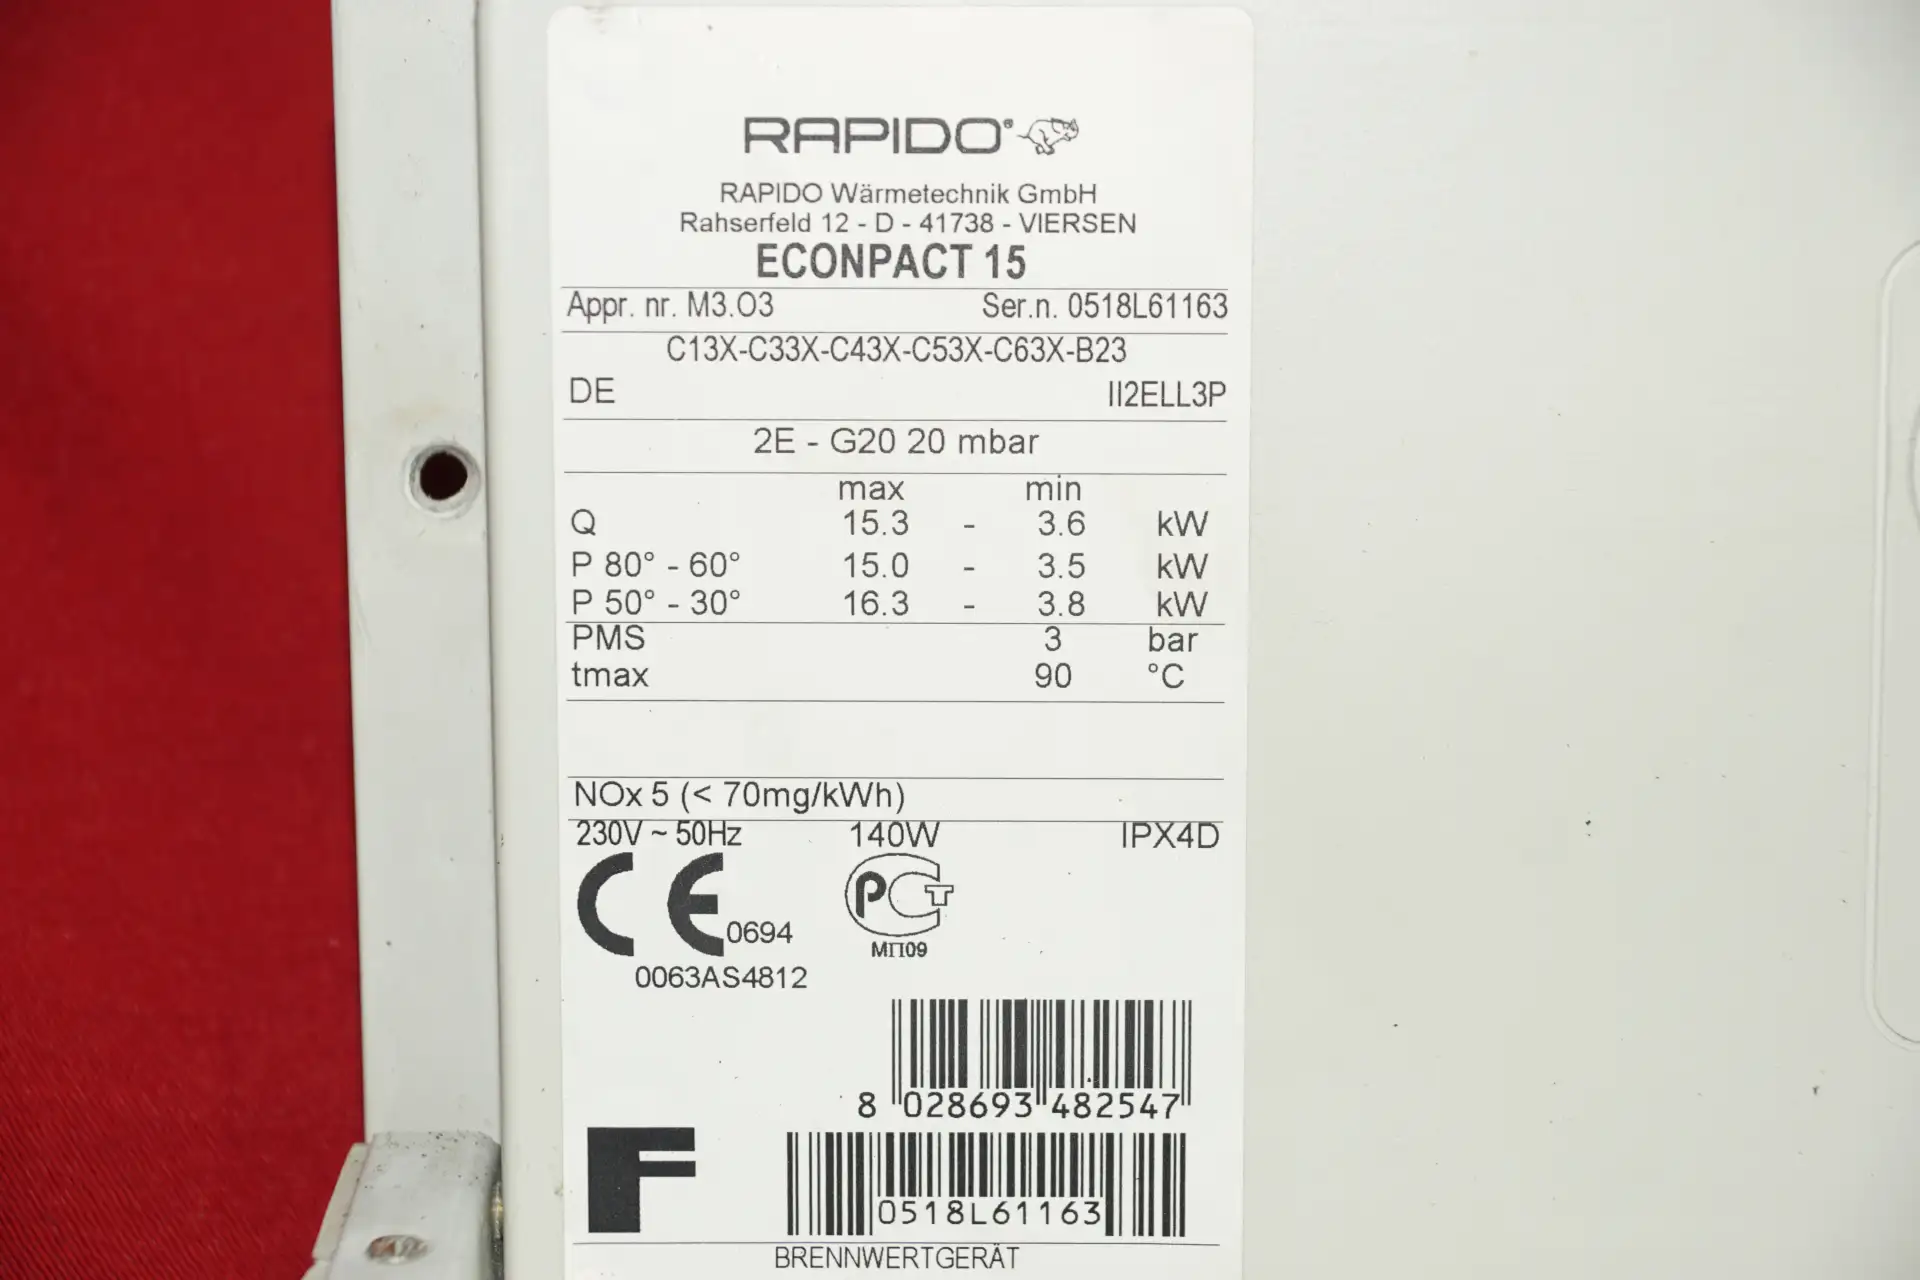 RAPIDO®
RAPIDO Wärmetechnik GmbH
Rahserfeld 12 - D - 41738 - VIERSEN
ECONPACT 15
Appr. nr. M3.O3 Ser.n. 0518L61163
C13X-C33X-C43X-C53X-C63X-B23
DE II2ELL3P
2E - G20 20 mbar
max min
Q 15.3 - 3.6 kW
P 80° - 60° 15.0 - 3.5 kW
P 50° - 30° 16.3 - 3.8 kW
PMS 3 bar
tmax 90 °C
NOx 5 (< 70mg/kWh)
230V ~ 50Hz 140W IPX4D
CE 0694
PCT
МП09
0063AS4812
8 028693 482547
F
0518L61163
BRENNWERTGERÄT